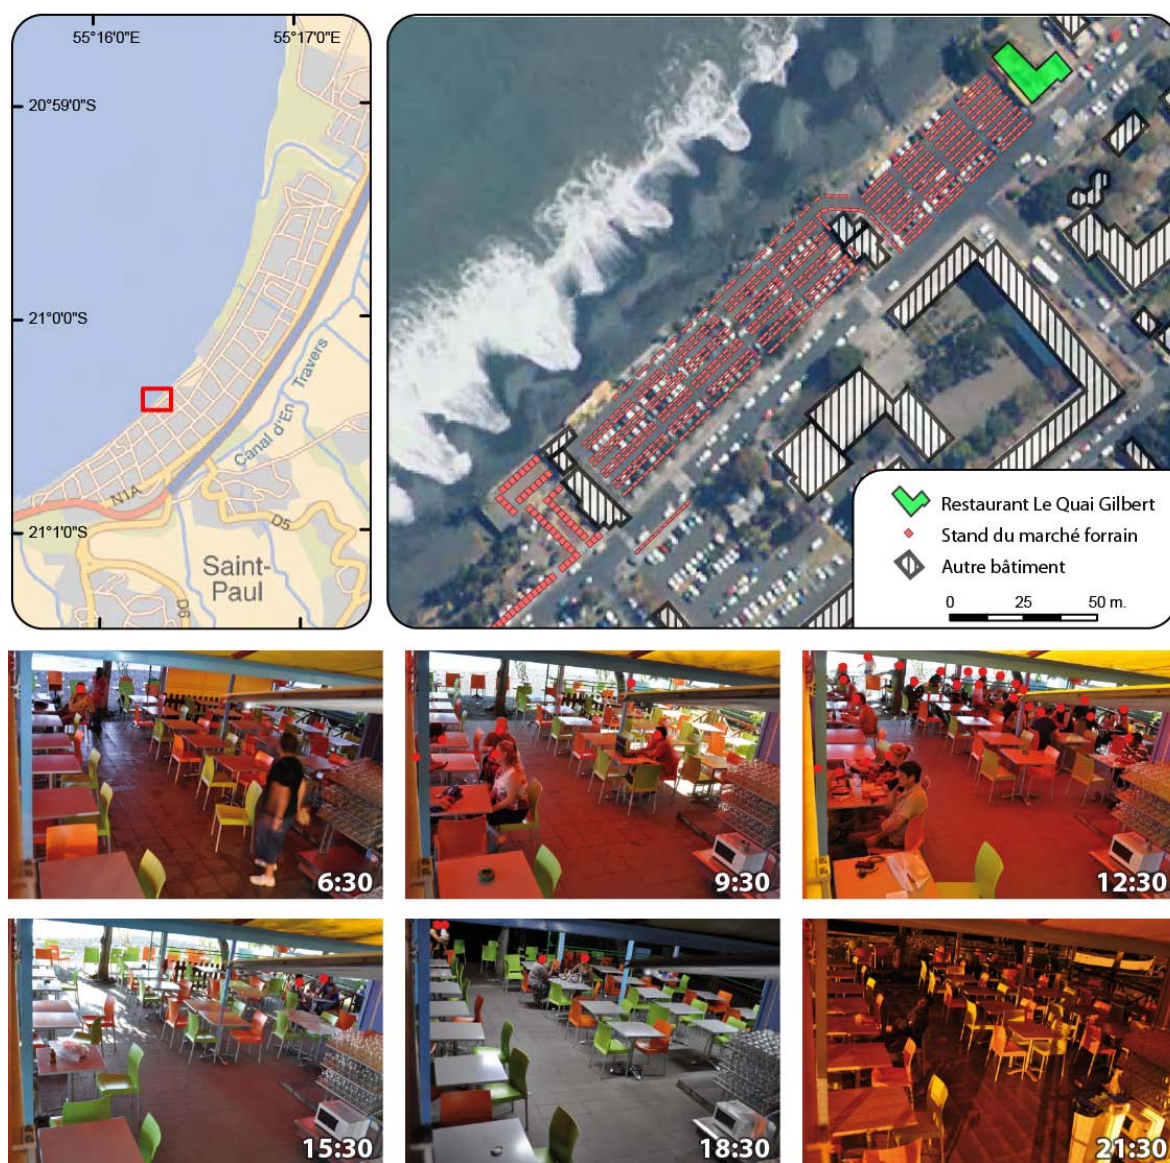 55°16'0"E
55°17'0"E
20°59'0"S
21°0'0"S
21°1'0"S
Canal d'En Travers
N1A
D5
D6
Saint-
Paul
Restaurant Le Quai Gilbert
Stand du marché forrain
Autre bâtiment
0 25 50 m.
6:30
9:30
12:30
15:30
18:30
21:30